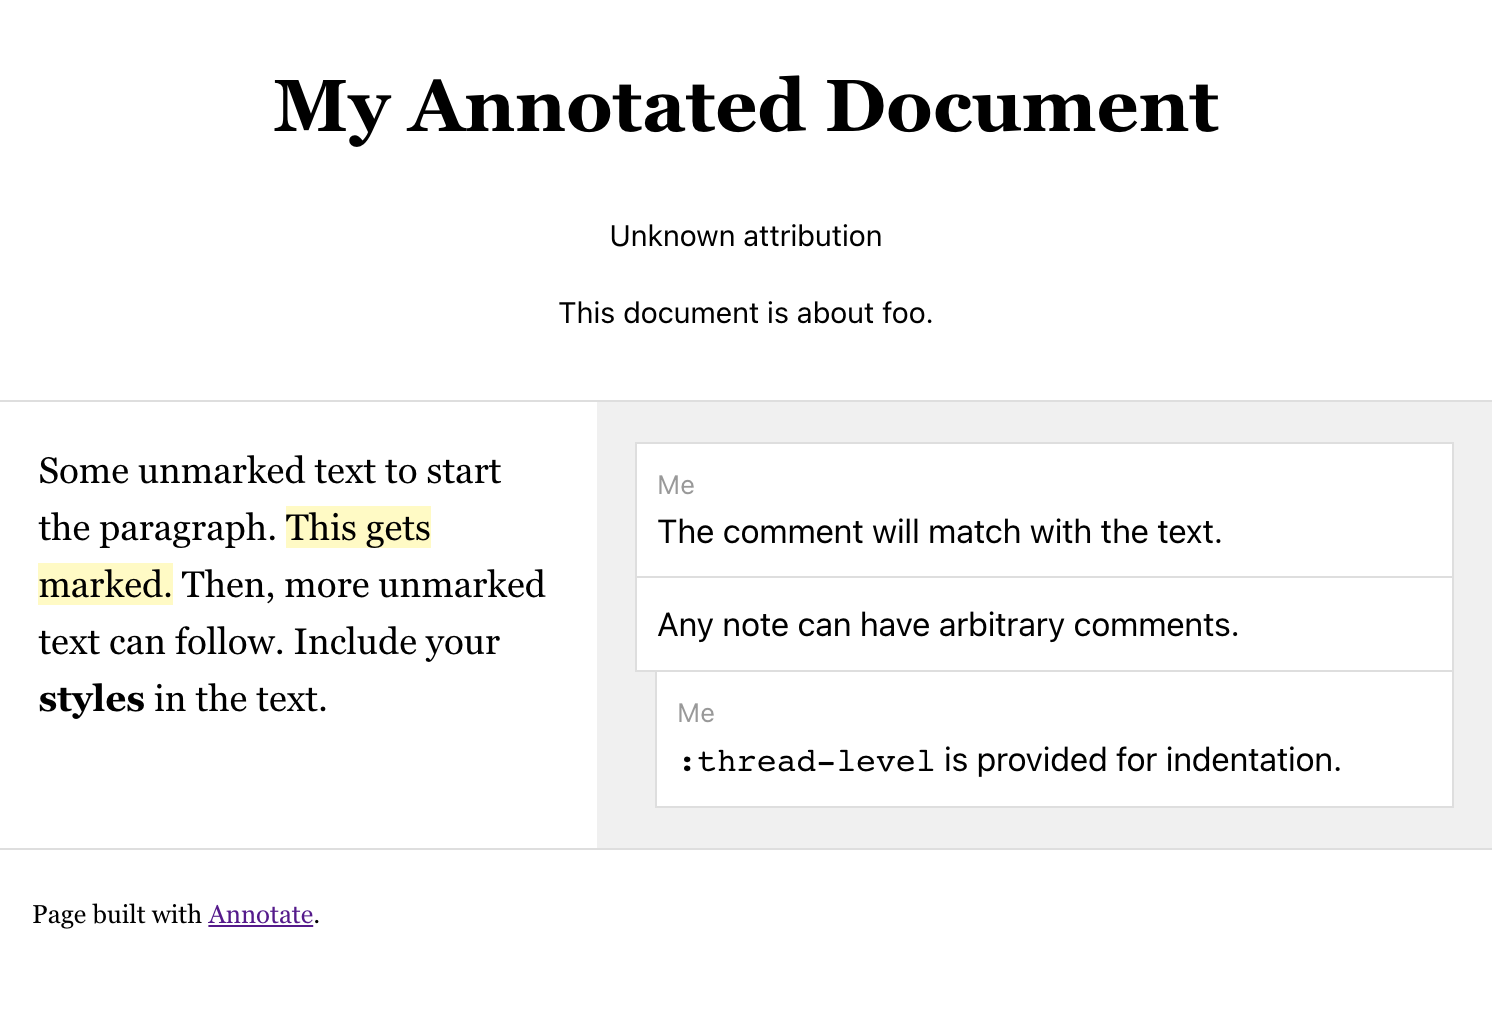 My Annotated Document
Unknown attribution
This document is about foo.
Some unmarked text to start
the paragraph. This gets
marked. Then, more unmarked
text can follow. Include your
styles in the text.
Me
The comment will match with the text.
Any note can have arbitrary comments.
Me
:thread-level is provided for indentation.
Page built with Annotate.